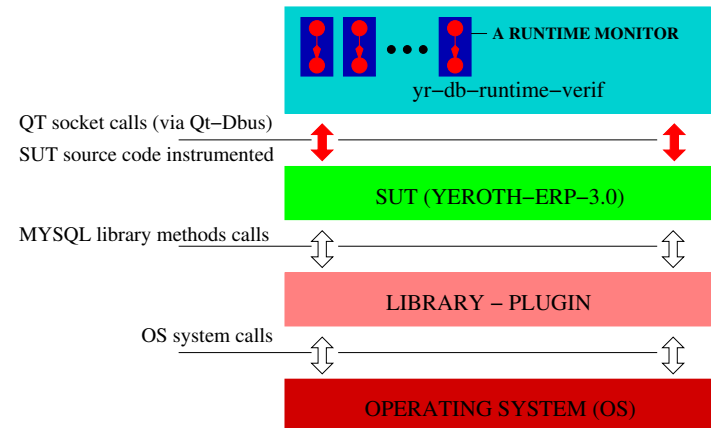 A RUNTIME MONITOR
yr−db−runtime−verif
QT socket calls (via Qt−Dbus)
SUT source code instrumented
SUT (YEROTH−ERP−3.0)
MYSQL library methods calls
LIBRARY − PLUGIN
OS system calls
OPERATING SYSTEM (OS)